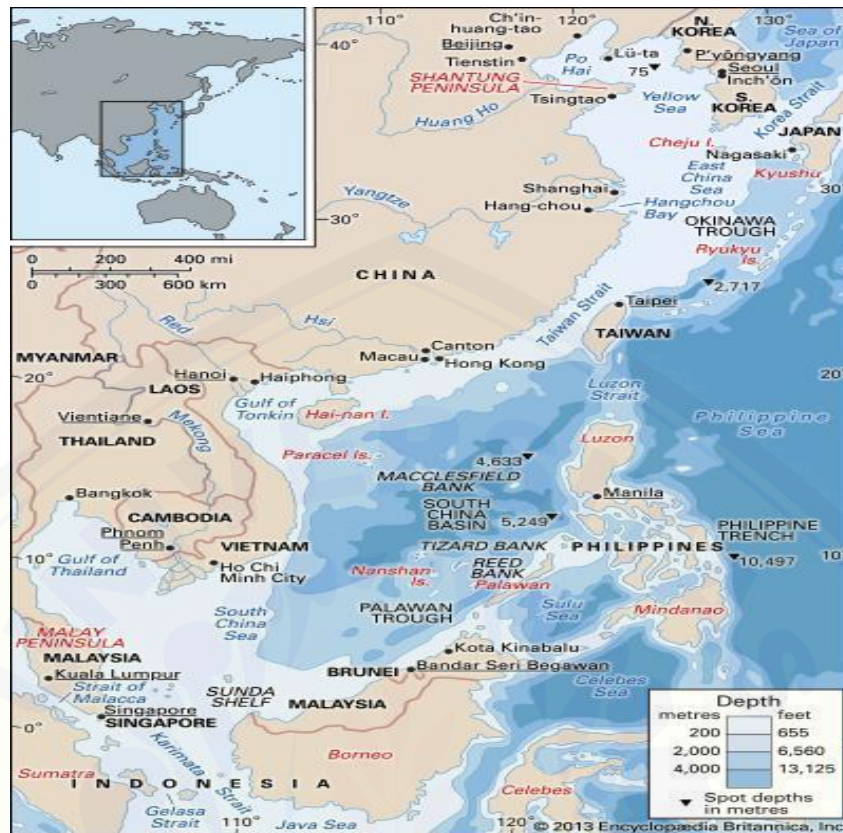 110°
Ch'in-
huang-tao
120°
130°
N.
KOREA
Sea of
Japan
40°
Beijing
Tienstin
Po
Hai
Lü-ta
75
P'yŏngyang
Seoul
Inch'ŏn
SHANTUNG
PENINSULA
Tsingtao
Yellow
Sea
S.
KOREA
Korea Strait
Huang Ho
JAPAN
Cheju I.
Nagasaki
Kyushu
East
China
Sea
Yangtze
Shanghai
Hang-chou
Hangchou
Bay
30
30°
OKINAWA
TROUGH
Ryukyu
Is.
0 200 400 mi
0 300 600 km
CHINA
2,717
Taiwan Strait
Taipei
TAIWAN
Red
Hsi
Canton
Macau
Hong Kong
MYANMAR
20°
LAOS
Hanoi
Haiphong
20
Gulf of
Tonkin
Hai-nan I.
Luzon
Strait
Philippine
Sea
Vientiane
Mekong
THAILAND
Paracel Is.
4,633
Luzon
MACCLESFIELD
BANK
Bangkok
SOUTH
CHINA
BASIN
5,249
Manila
CAMBODIA
Phnom
Penh
VIETNAM
TIZARD BANK
PHILIPPINES
PHILIPPINE
TRENCH
10,497
10°
10
Gulf of
Thailand
Ho Chi
Minh City
Nanshan
Is.
REED
BANK
Palawan
South
China
Sea
PALAWAN
TROUGH
Sulu
Sea
Mindanao
MALAY
PENINSULA
MALAYSIA
Kuala Lumpur
Kota Kinabalu
BRUNEI
Bandar Seri Begawan
Strait of
Malacca
SUNDA
SHELF
MALAYSIA
Celebes
Sea
Singapore
SINGAPORE
0°
Karimata Strait
Borneo
Sumatra
INDONESIA
Celebes
Gelasa
Strait
110°
Java Sea
120°
Depth
metres feet
200 655
2,000 6,560
4,000 13,125
Spot depths
in metres
© 2013 Encyclopædia Britannica, Inc